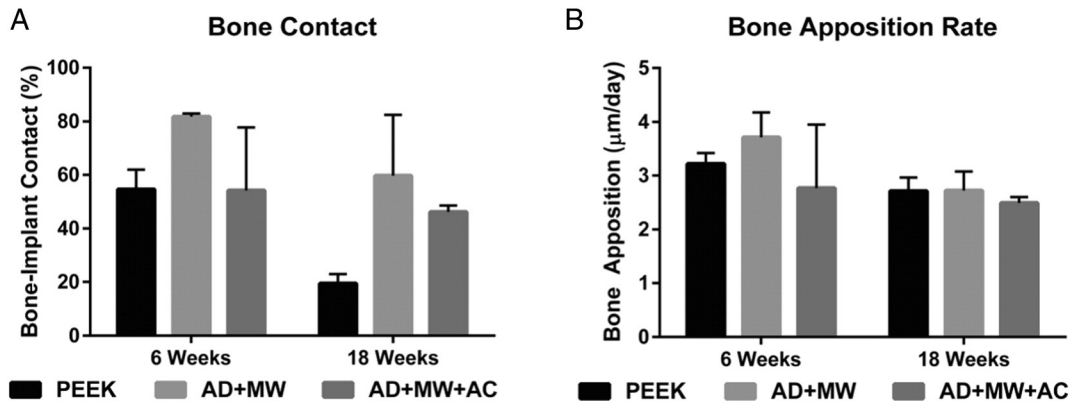 A
Bone Contact
Bone-Implant Contact (%)
100
80
60
40
20
0
6 Weeks
18 Weeks
PEEK
AD+MW
AD+MW+AC
B
Bone Apposition Rate
Bone Apposition (μm/day)
5
4
3
2
1
0
6 Weeks
18 Weeks
PEEK
AD+MW
AD+MW+AC